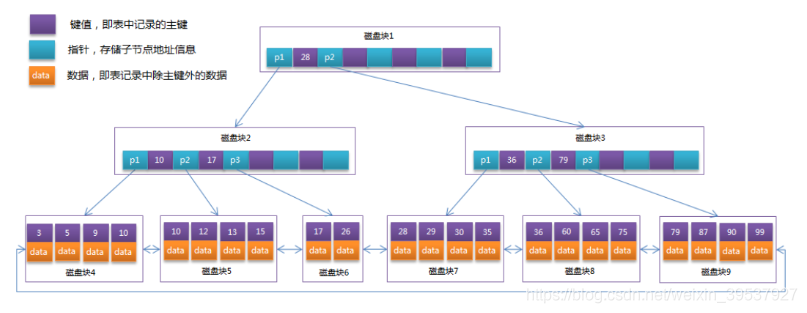 键值，即表中记录的主键
指针，存储子节点地址信息
data 数据，即表记录中除主键外的数据
磁盘块1
p1 28 p2
磁盘块2
p1 10 p2 17 p3
磁盘块3
p1 36 p2 79 p3
3 5 9 10
data data data data
磁盘块4
10 12 13 15
data data data data
磁盘块5
17 26
data data
磁盘块6
28 29 30 35
data data data data
磁盘块7
36 60 65 75
data data data data
磁盘块8
79 87 90 99
data data data data
磁盘块9
https://blog.csdn.net/weixin_39537927